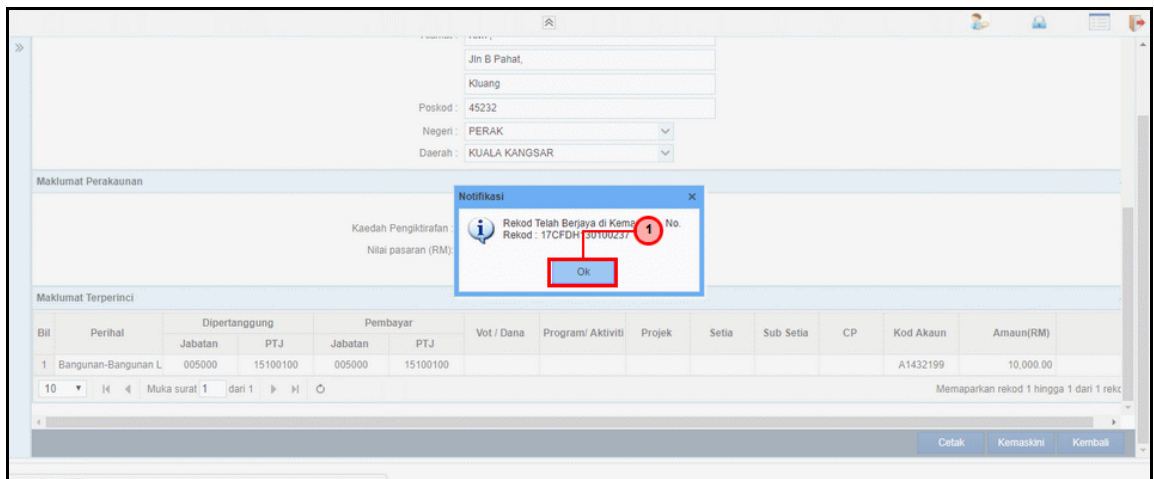 Jln B Pahat,
Kluang
Poskod : 45232
Negeri : PERAK
Daerah : KUALA KANGSAR
Maklumat Perakaunan
Notifikasi
Kaedah Pengiktirafan :
Rekod Telah Berjaya di No.
Rekod :
1
Nilai pasaran (RM):
Ok
Maklumat Terperinci
Bil Perihal Dipertanggung Pembayar Vot / Dana Program/ Aktiviti Projek Setia Sub Setia CP Kod Akaun Amaun(RM)
Jabatan PTJ Jabatan PTJ
1 Bangunan-Bangunan L 005000 15100100 005000 15100100 A1432199 10,000.00
10 Muka surat 1 dari 1 Memaparkan rekod 1 hingga 1 dari 1
Cetak Kemaskini Kembali